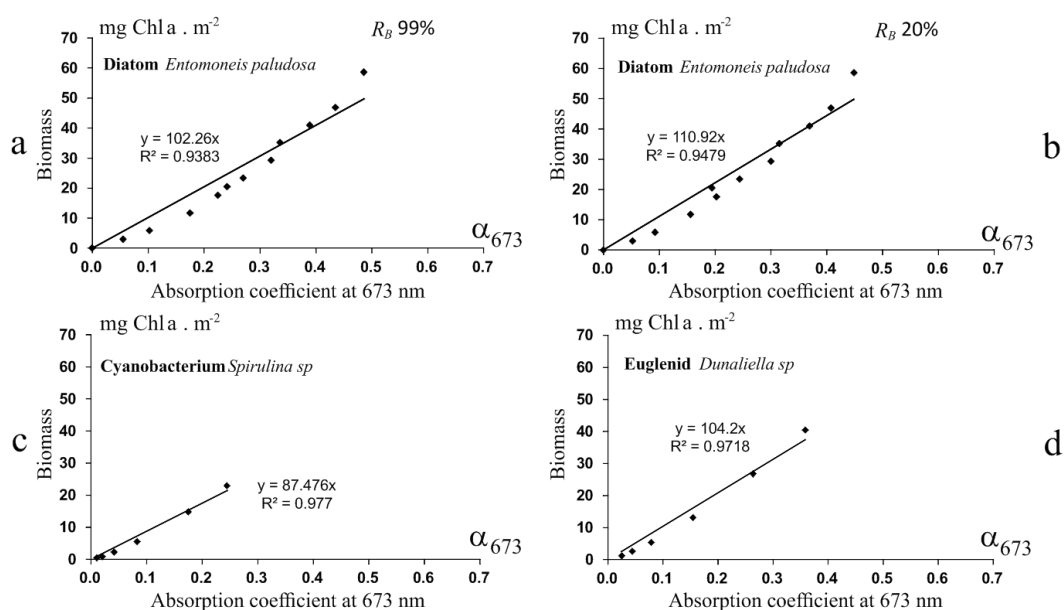 mg Chl a . m-2
R_B 99%
70
60
50
40
30
20
10
0
Biomass
a
Diatom Entomoneis paludosa
y = 102.26x
R² = 0.9383
α673
0.0 0.1 0.2 0.3 0.4 0.5 0.6 0.7
Absorption coefficient at 673 nm
mg Chl a . m-2
R_B 20%
70
60
50
40
30
20
10
0
Biomass
b
Diatom Entomoneis paludosa
y = 110.92x
R² = 0.9479
α673
0.0 0.1 0.2 0.3 0.4 0.5 0.6 0.7
Absorption coefficient at 673 nm
mg Chl a . m-2
70
60
50
40
30
20
10
0
Biomass
c
Cyanobacterium Spirulina sp
y = 87.476x
R² = 0.977
α673
0.0 0.1 0.2 0.3 0.4 0.5 0.6 0.7
Absorption coefficient at 673 nm
mg Chl a . m-2
70
60
50
40
30
20
10
0
Biomass
d
Euglenid Dunaliella sp
y = 104.2x
R² = 0.9718
α673
0.0 0.1 0.2 0.3 0.4 0.5 0.6 0.7
Absorption coefficient at 673 nm